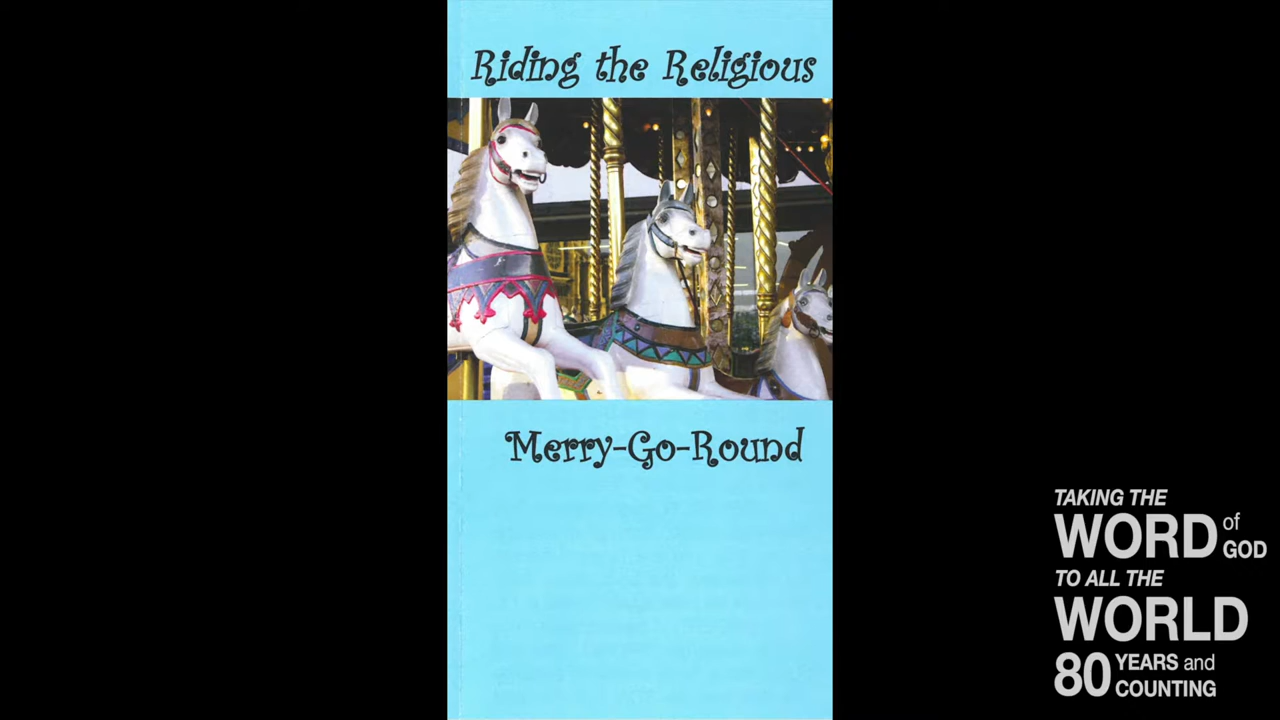 Riding the Religious
Merry-Go-Round
TAKING THE
WORD of
GOD
TO ALL THE
WORLD
80 YEARS and
COUNTING